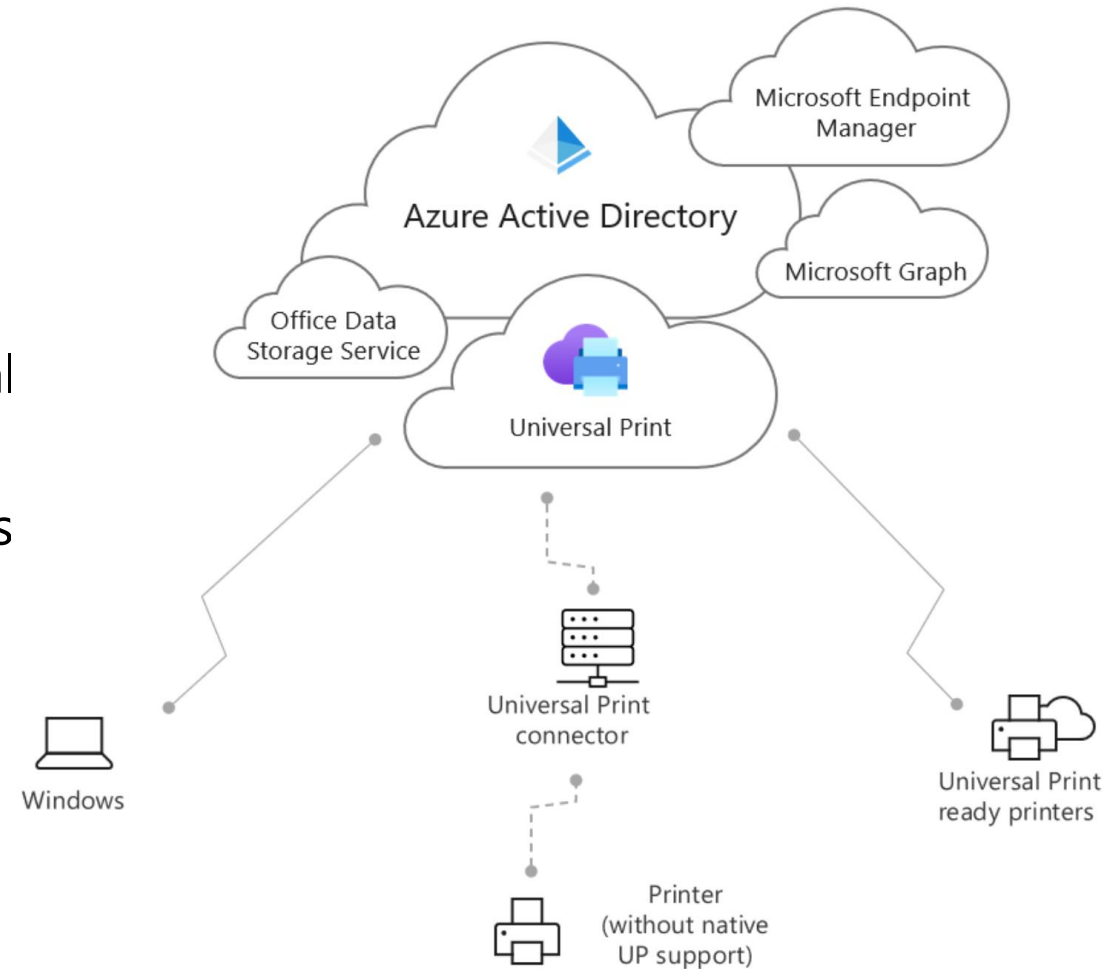 Microsoft Endpoint
Manager
Azure Active Directory
Microsoft Graph
Office Data
Storage Service
Universal Print
Universal Print
connector
Windows
Universal Print
ready printers
Printer
(without native
UP support)